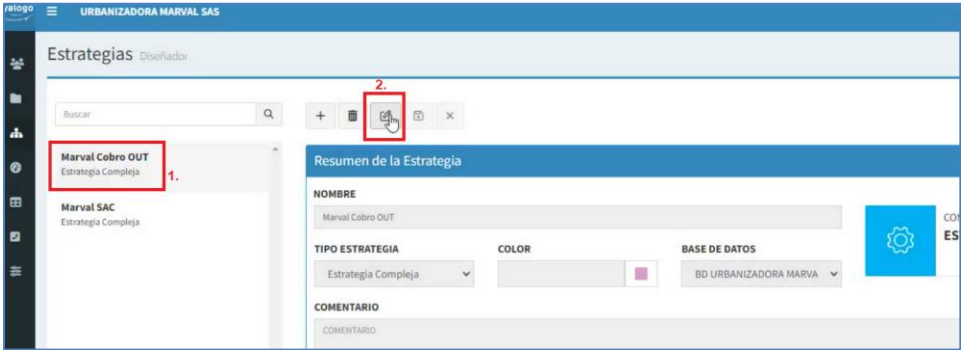 URBANIZADORA MARVAL SAS
Estrategias Diseñador
2.
Buscar
Marval Cobro OUT
Estrategia Compleja
1.
Marval SAC
Estrategia Compleja
Resumen de la Estrategia
NOMBRE
Marval Cobro OUT
TIPO ESTRATEGIA COLOR BASE DE DATOS
Estrategia Compleja BD URBANIZADORA MARVA
COMENTARIO
COMENTARIO